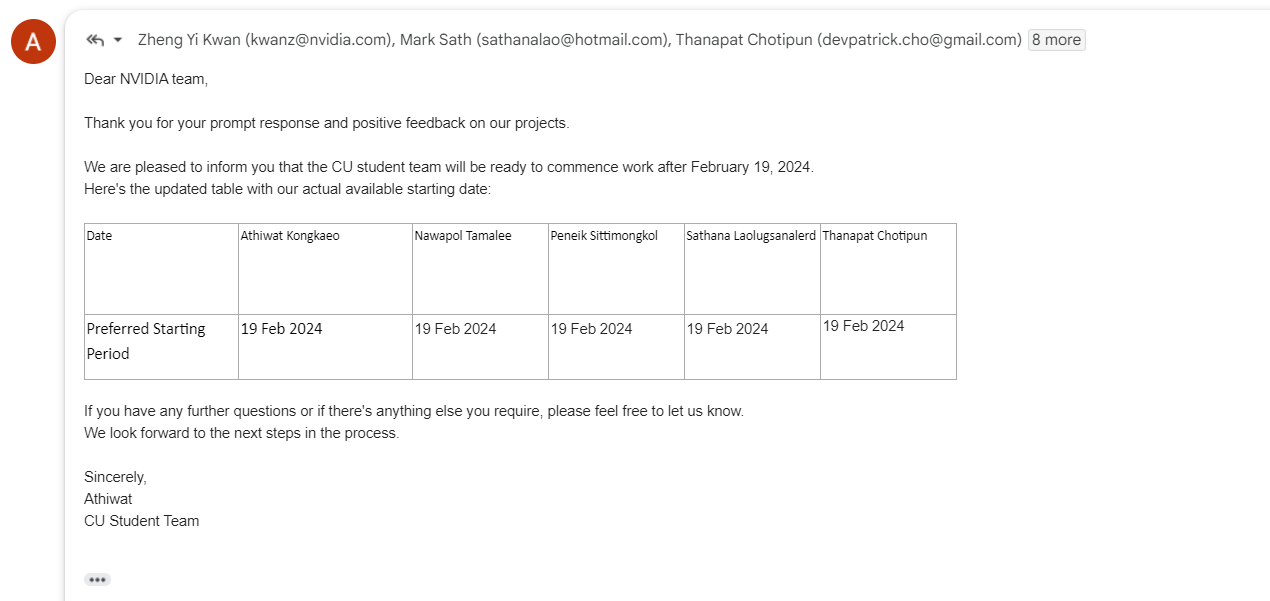 A
Zheng Yi Kwan (kwanz@nvidia.com), Mark Sath (sathanalao@hotmail.com), Thanapat Chotipun (devpatrick.cho@gmail.com) 8 more
Dear NVIDIA team,
Thank you for your prompt response and positive feedback on our projects.
We are pleased to inform you that the CU student team will be ready to commence work after February 19, 2024.
Here's the updated table with our actual available starting date:
Date Athiwat Kongkaeo Nawapol Tamalee Peneik Sittimongkol Sathana Laolugsanalerd Thanapat Chotipun
Preferred Starting Period 19 Feb 2024 19 Feb 2024 19 Feb 2024 19 Feb 2024 19 Feb 2024
If you have any further questions or if there's anything else you require, please feel free to let us know.
We look forward to the next steps in the process.
Sincerely,
Athiwat
CU Student Team